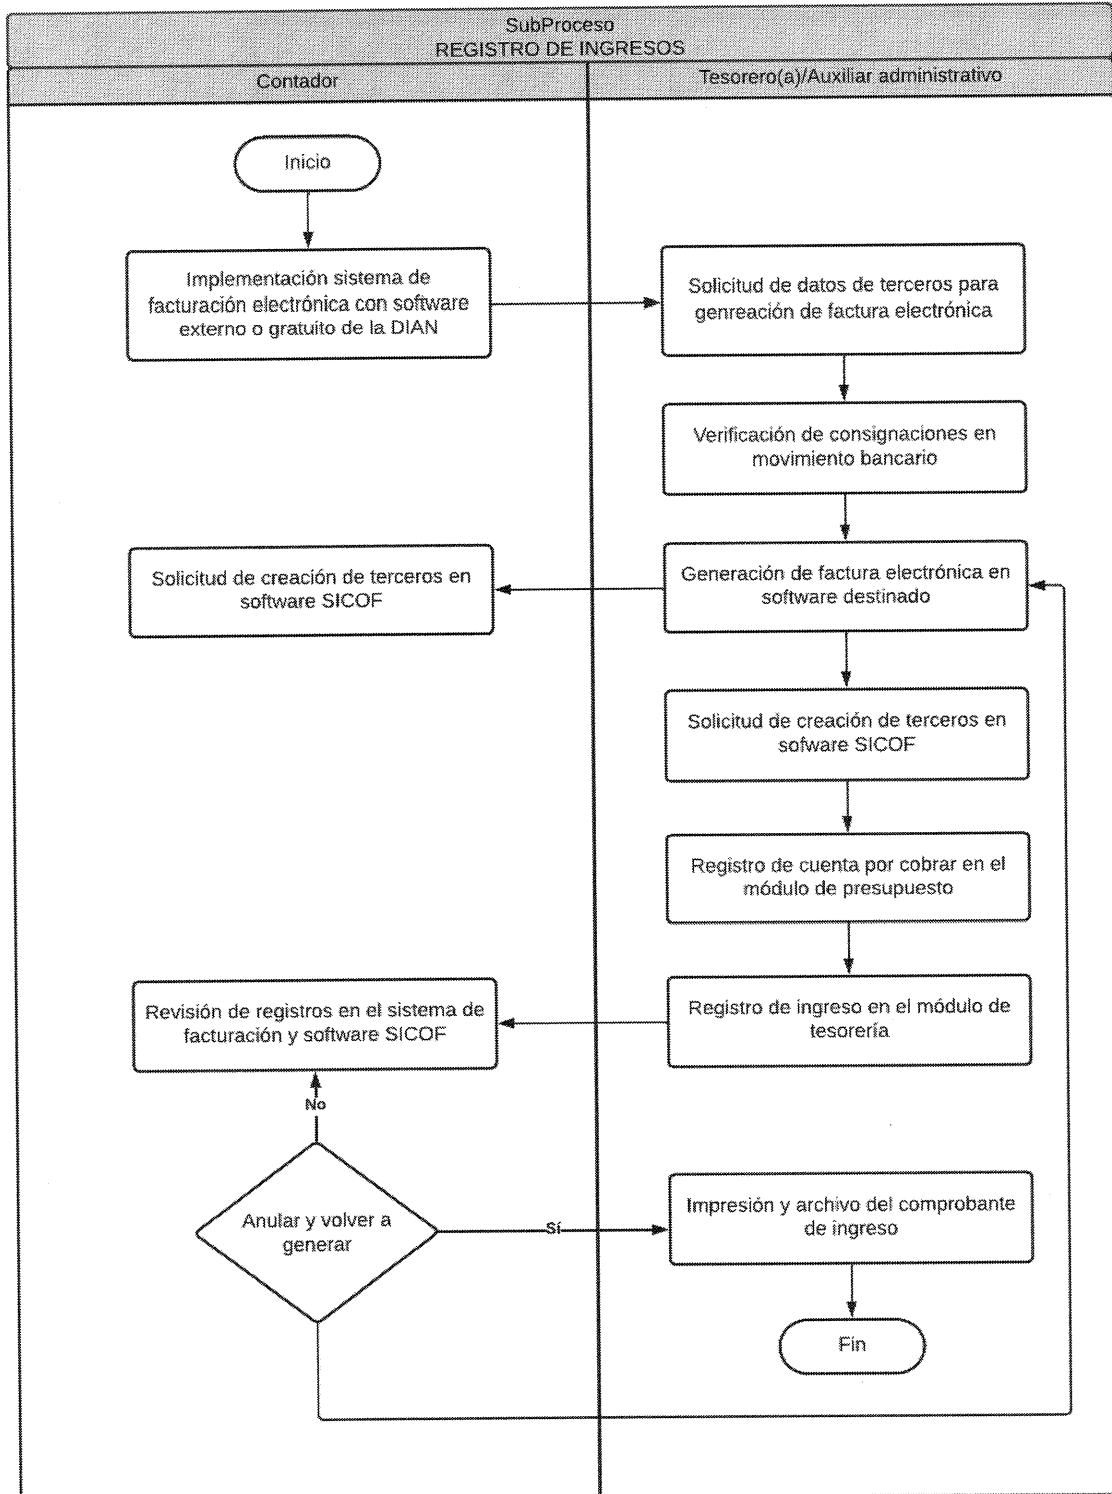 SubProceso
REGISTRO DE INGRESOS
Contador
Tesorero(a)/Auxiliar administrativo
Inicio
Implementación sistema de
facturación electrónica con software
externo o gratuito de la DIAN
Solicitud de datos de terceros para
genreación de factura electrónica
Verificación de consignaciones en
movimiento bancario
Solicitud de creación de terceros en
software SICOF
Generación de factura electrónica en
software destinado
Solicitud de creación de terceros en
sofware SICOF
Registro de cuenta por cobrar en el
módulo de presupuesto
Revisión de registros en el sistema de
facturación y software SICOF
Registro de ingreso en el módulo de
tesorería
No
Anular y volver a
generar
Sí
Impresión y archivo del comprobante
de ingreso
Fin